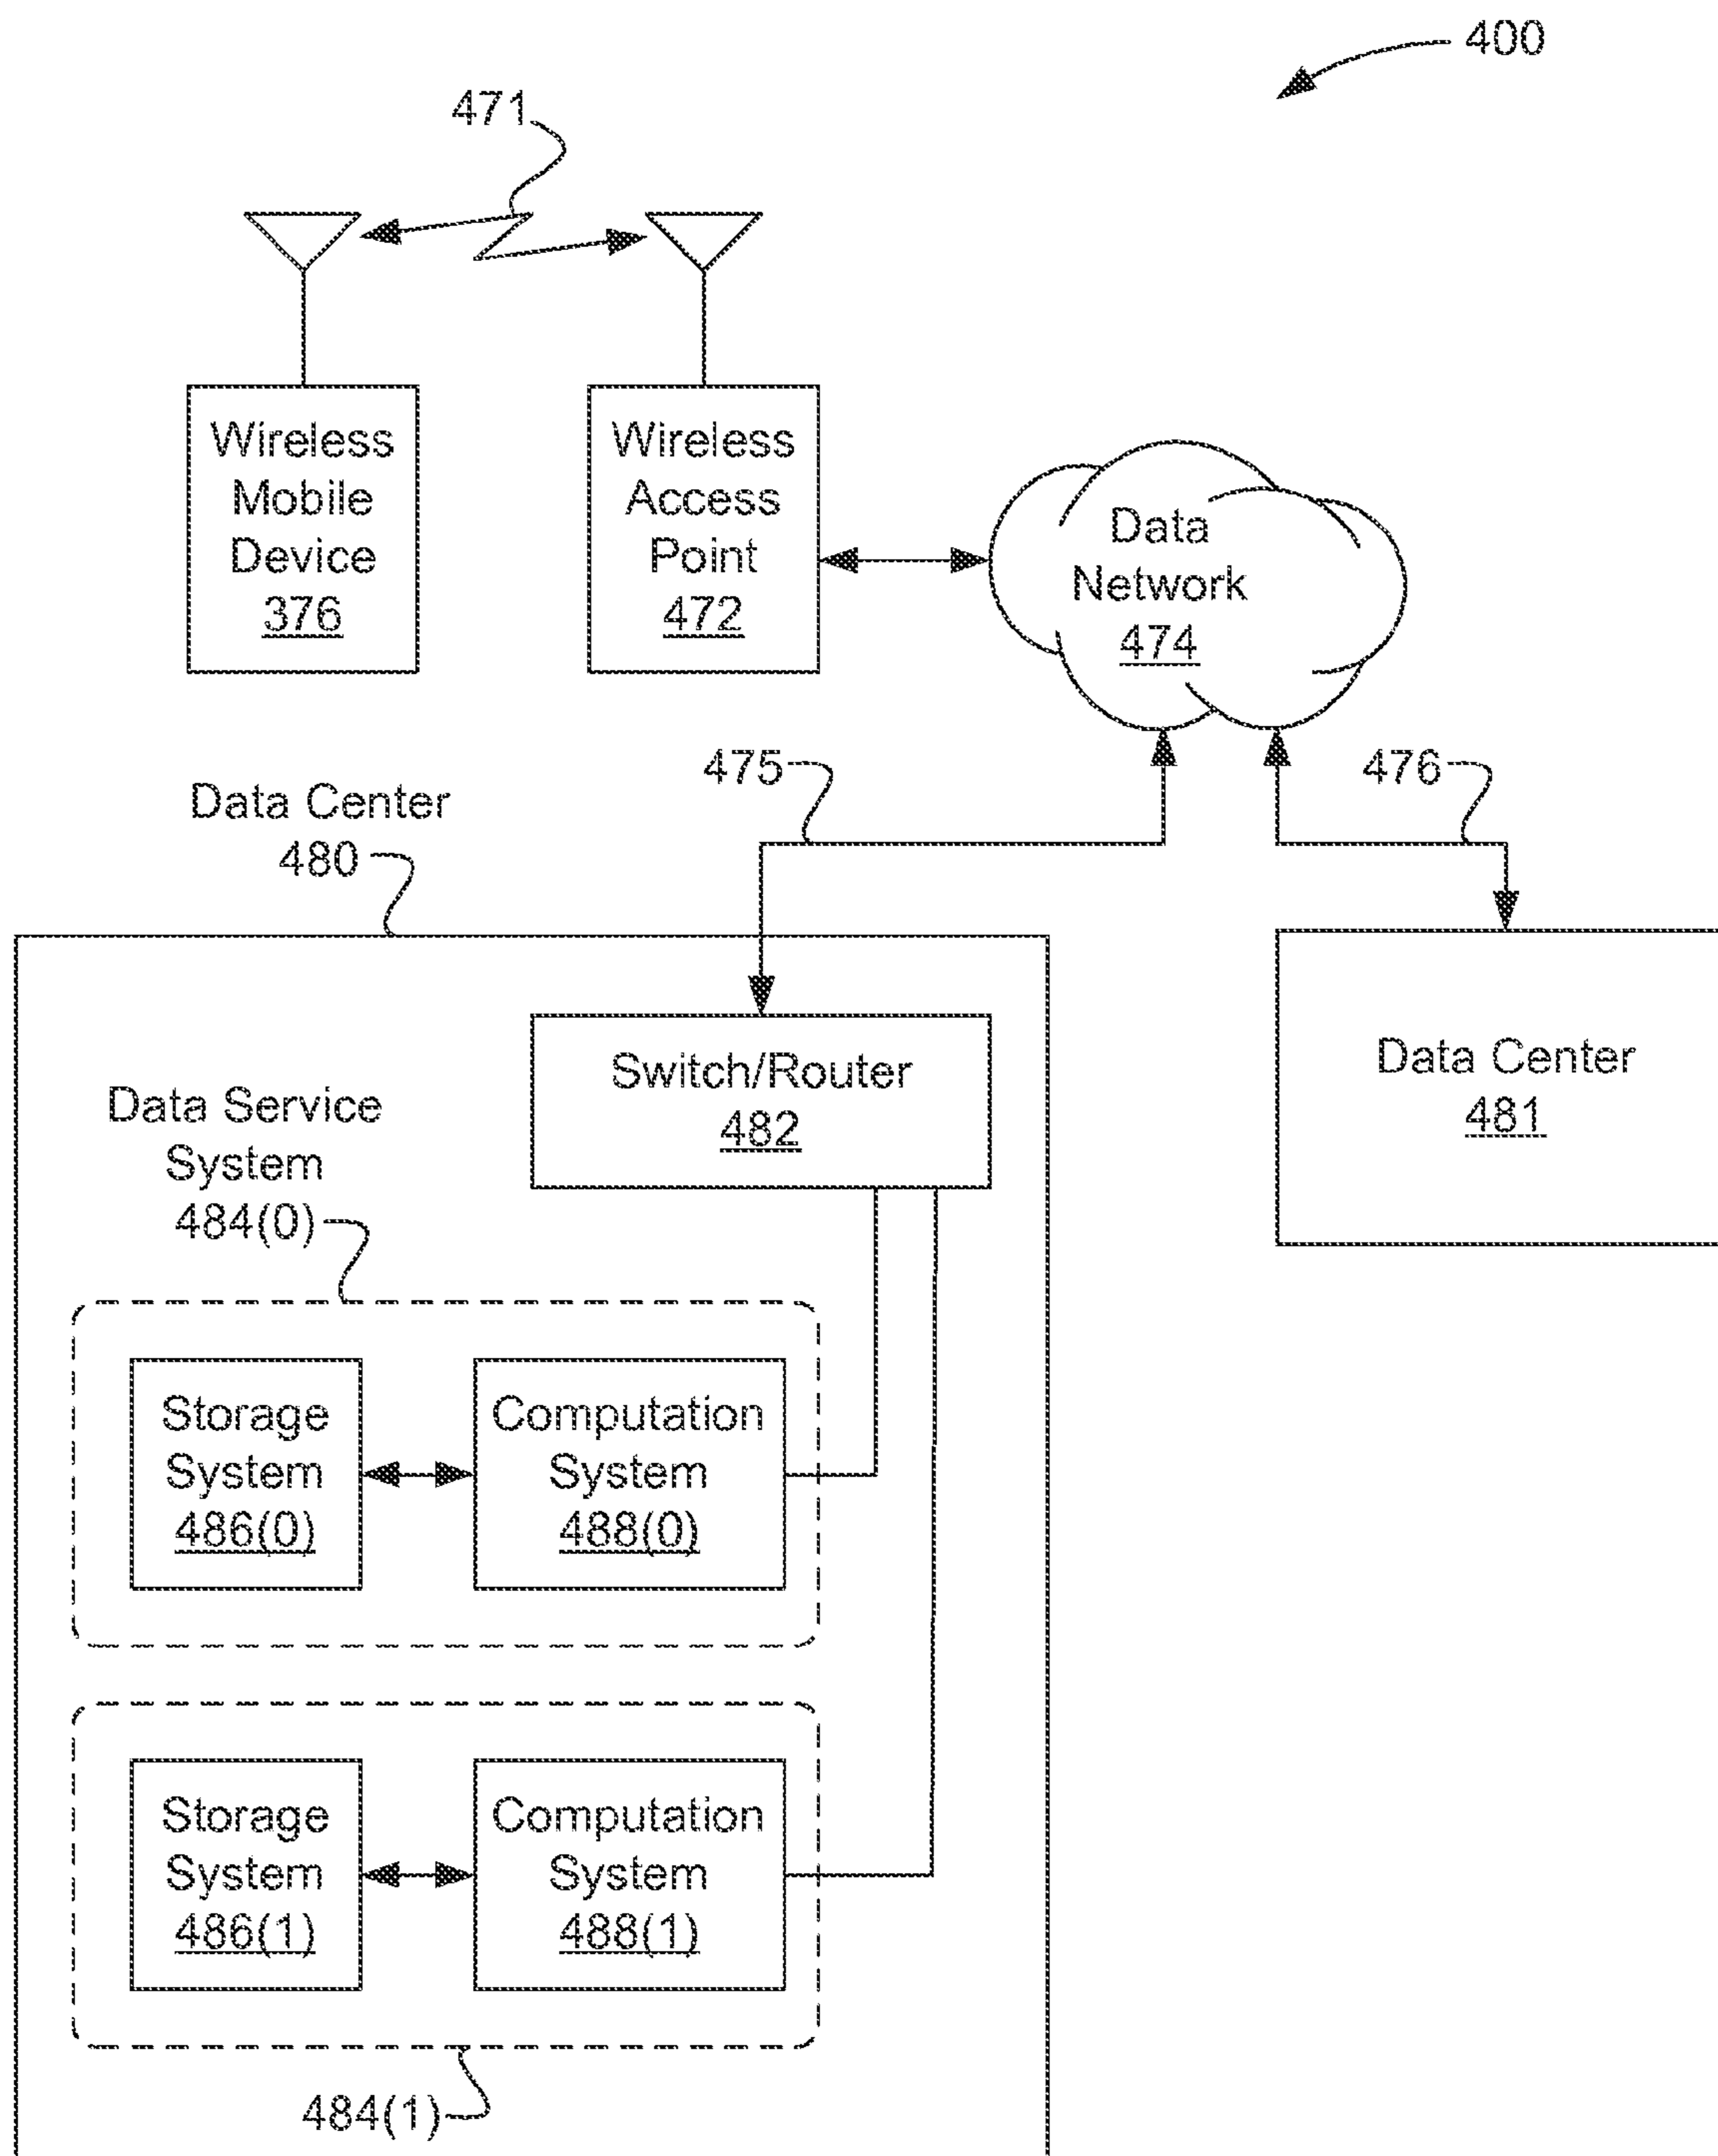 400
471
Wireless
Mobile
Device
376
Wireless
Access
Point
472
Data
Network
474
475
476
Data Center
480
Switch/Router
482
Data Center
481
Data Service
System
484(0)
Storage
System
486(0)
Computation
System
488(0)
Storage
System
486(1)
Computation
System
488(1)
484(1)